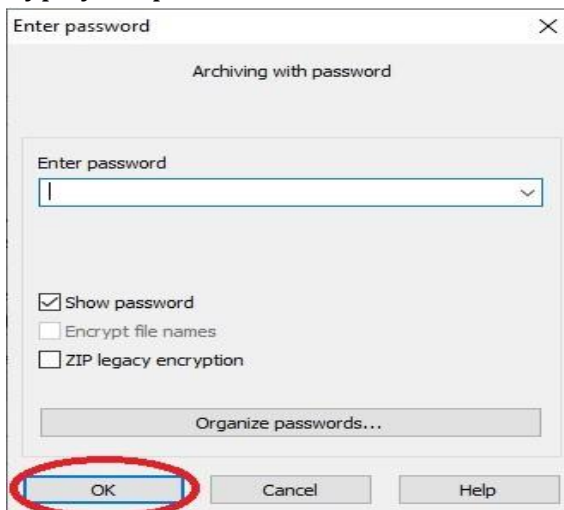 Enter password
Archiving with password
Enter password
Show password
Encrypt file names
ZIP legacy encryption
Organize passwords...
OK Cancel Help